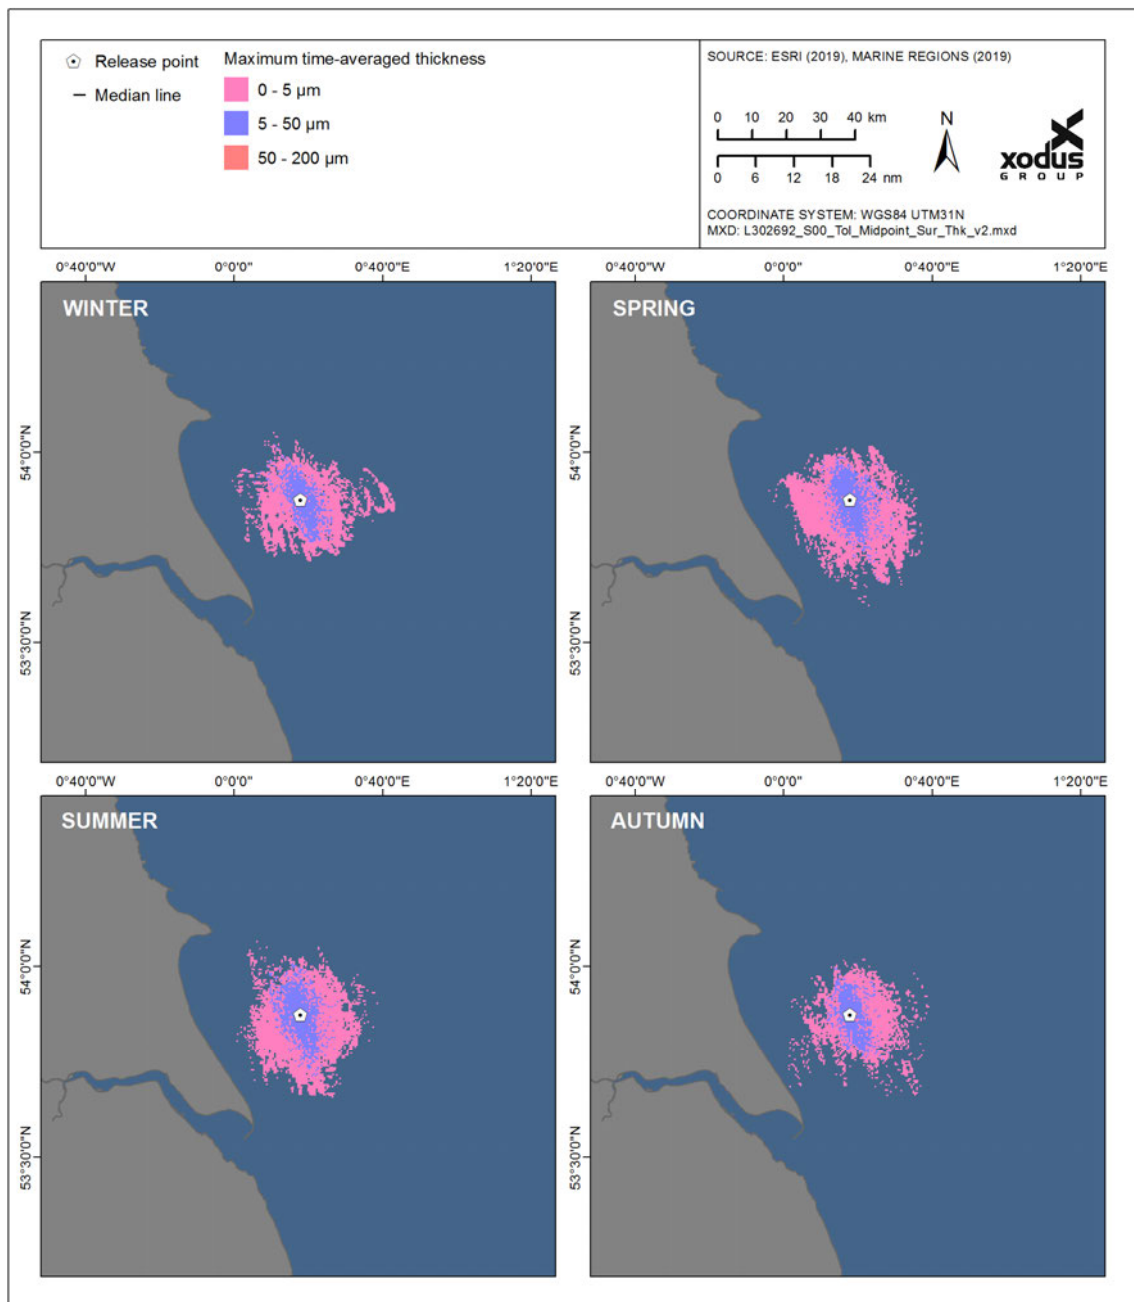 Release point
Median line
Maximum time-averaged thickness
0 - 5 µm
5 - 50 µm
50 - 200 µm
SOURCE: ESRI (2019), MARINE REGIONS (2019)
0 10 20 30 40 km
0 6 12 18 24 nm
N
xodus
GROUP
COORDINATE SYSTEM: WGS84 UTM31N
MXD: L302692_S00_Tol_Midpoint_Sur_Thk_v2.mxd
0°40'0"W 0°0'0" 0°40'0"E 1°20'0"E
WINTER
54°0'0"N
53°30'0"N
0°40'0"W 0°0'0" 0°40'0"E 1°20'0"E
SPRING
54°0'0"N
53°30'0"N
0°40'0"W 0°0'0" 0°40'0"E 1°20'0"E
SUMMER
54°0'0"N
53°30'0"N
0°40'0"W 0°0'0" 0°40'0"E 1°20'0"E
AUTUMN
54°0'0"N
53°30'0"N